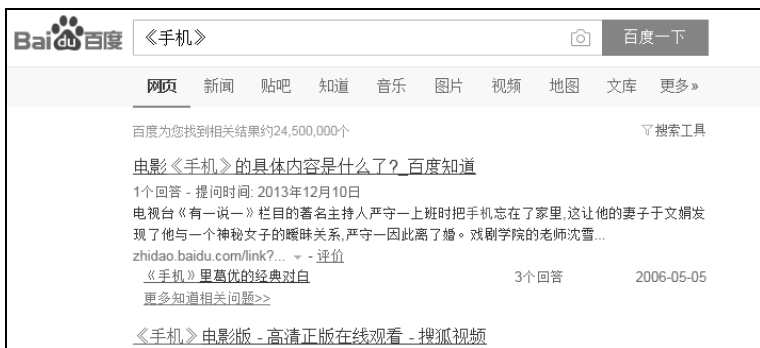 Bai du 百度 《手机》 百度一下
网页 新闻 贴吧 知道 音乐 图片 视频 地图 文库 更多»
百度为您找到相关结果约24,500,000个 搜索工具
电影《手机》的具体内容是什么了?_百度知道
1个回答 - 提问时间: 2013年12月10日
电视台《有一说一》栏目的著名主持人严守一上班时把手机忘在了家里,这让他的妻子于文娟发
现了他与一个神秘女子的暧昧关系,严守一因此离了婚。戏剧学院的老师沈雪...
zhidao.baidu.com/link?... - 评价
《手机》里葛优的经典对白 3个回答 2006-05-05
更多知道相关问题>>
《手机》电影版 - 高清正版在线观看 - 搜狐视频